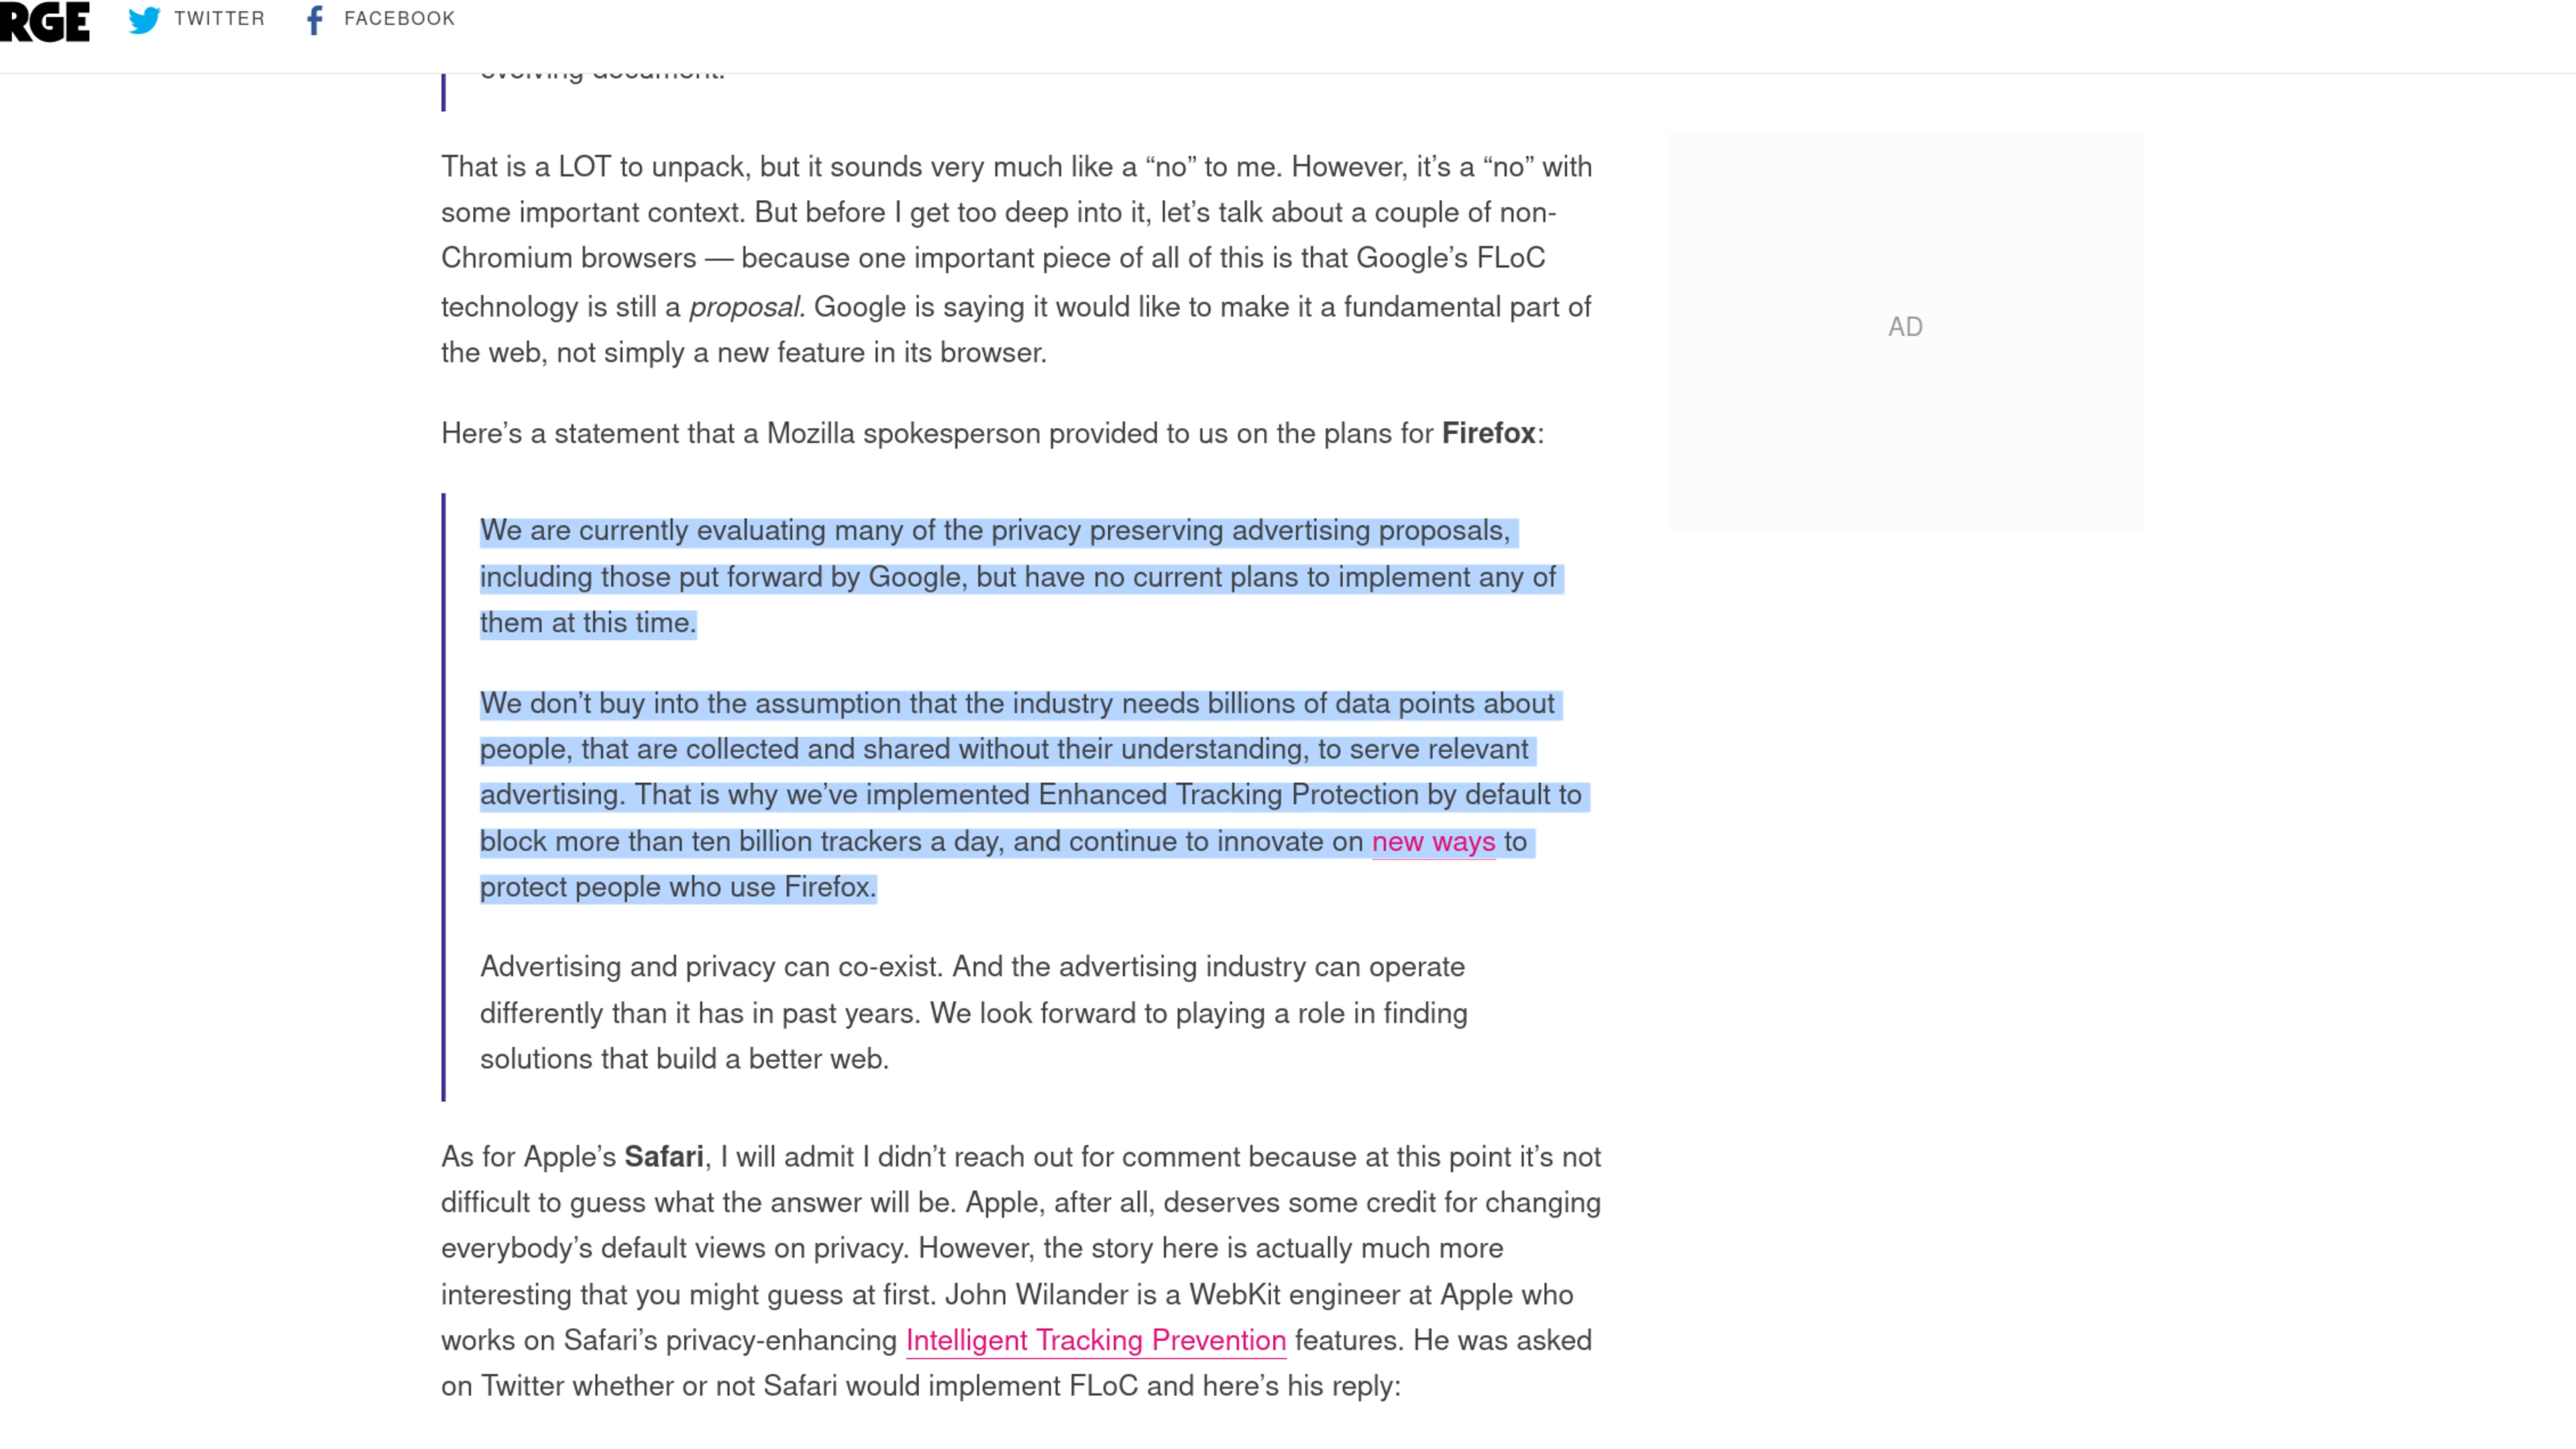 RGE TWITTER FACEBOOK
evolving document.
That is a LOT to unpack, but it sounds very much like a “no” to me. However, it’s a “no” with
some important context. But before I get too deep into it, let’s talk about a couple of non-
Chromium browsers — because one important piece of all of this is that Google’s FLoC
technology is still a proposal. Google is saying it would like to make it a fundamental part of
the web, not simply a new feature in its browser.
AD
Here’s a statement that a Mozilla spokesperson provided to us on the plans for Firefox:
We are currently evaluating many of the privacy preserving advertising proposals,
including those put forward by Google, but have no current plans to implement any of
them at this time.
We don’t buy into the assumption that the industry needs billions of data points about
people, that are collected and shared without their understanding, to serve relevant
advertising. That is why we’ve implemented Enhanced Tracking Protection by default to
block more than ten billion trackers a day, and continue to innovate on new ways to
protect people who use Firefox.
Advertising and privacy can co-exist. And the advertising industry can operate
differently than it has in past years. We look forward to playing a role in finding
solutions that build a better web.
As for Apple’s Safari, I will admit I didn’t reach out for comment because at this point it’s not
difficult to guess what the answer will be. Apple, after all, deserves some credit for changing
everybody’s default views on privacy. However, the story here is actually much more
interesting that you might guess at first. John Wilander is a WebKit engineer at Apple who
works on Safari’s privacy-enhancing Intelligent Tracking Prevention features. He was asked
on Twitter whether or not Safari would implement FLoC and here’s his reply: